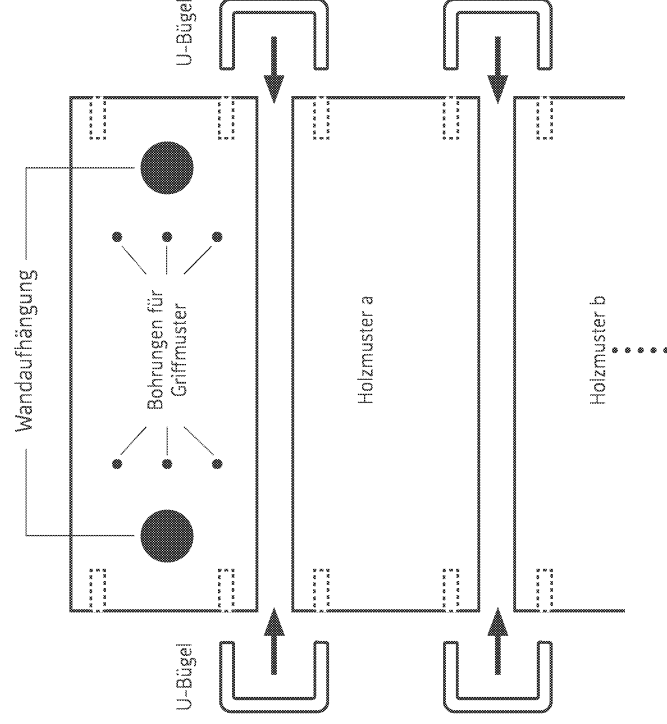 Wandaufhängung
U-Bügel
U-Bügel
Bohrungen für
Griffmuster
Holzmuster a
Holzmuster b